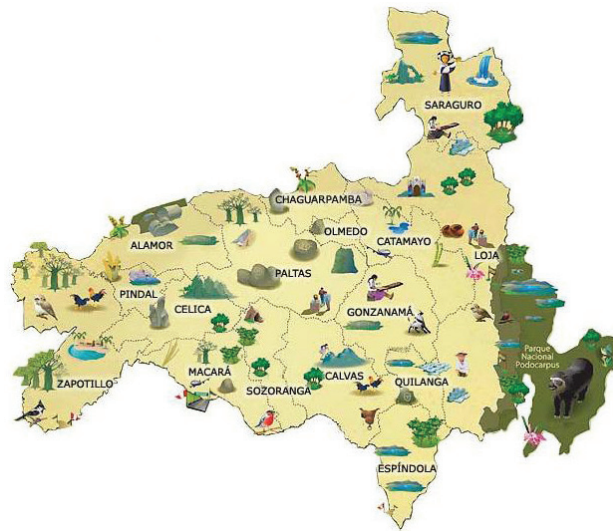 SARAGURO
CHAGUARPAMBA
OLMEDO
CATAMAYO
ALAMOR
LOJA
PALTAS
PINDAL
CELICA
GONZANAMÁ
Parque
Nacional
Podocarpus
MACARÁ
CALVAS
ZAPOTILLO
SOZORANGA
QUILANGA
ESPÍNDOLA